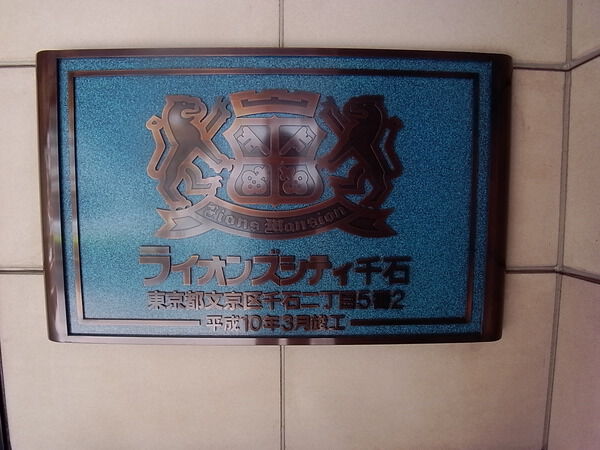 Lions Mansion
ライオンズシティ千石
東京都文京区千石二丁目5番2
平成10年3月竣工